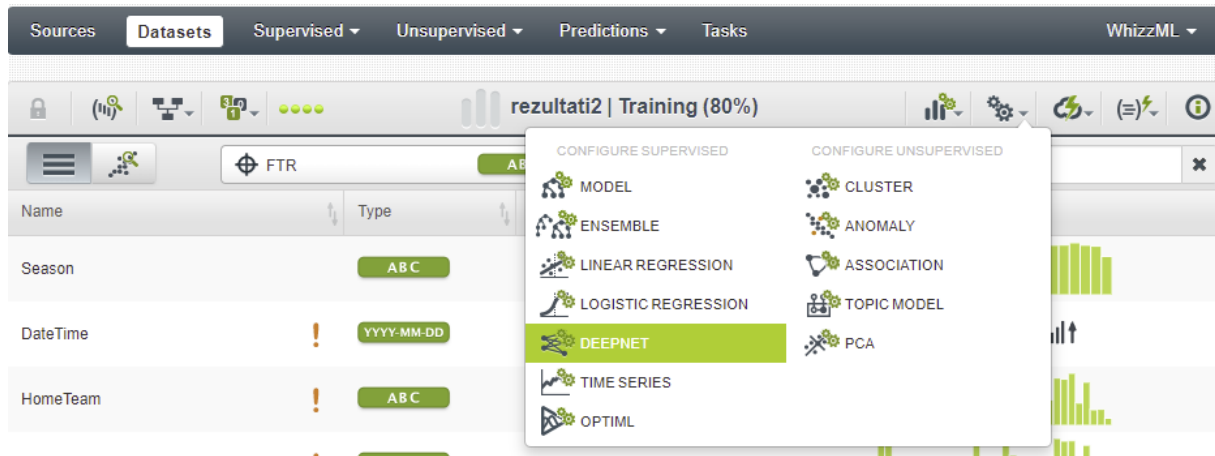 Sources Datasets Supervised Unsupervised Predictions Tasks WhizzML
rezultati2 | Training (80%)
FTR
CONFIGURE SUPERVISED CONFIGURE UNSUPERVISED
MODEL CLUSTER
ENSEMBLE ANOMALY
LINEAR REGRESSION ASSOCIATION
LOGISTIC REGRESSION TOPIC MODEL
DEEPNET PCA
TIME SERIES
OPTIML
Name Type
Season ABC
DateTime ! YYYY-MM-DD
HomeTeam ! ABC